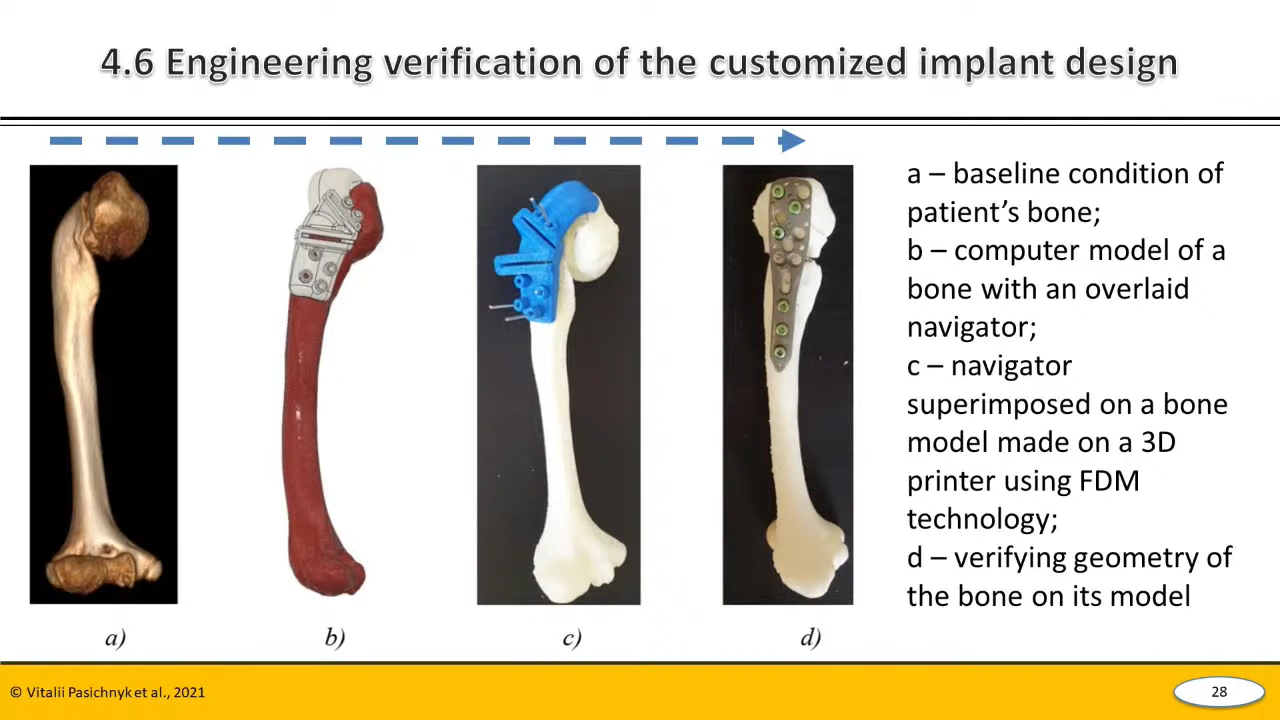 4.6 Engineering verification of the customized implant design
a – baseline condition of
patient’s bone;
b – computer model of a
bone with an overlaid
navigator;
c – navigator
superimposed on a bone
model made on a 3D
printer using FDM
technology;
d – verifying geometry of
the bone on its model
a)
b)
c)
d)
© Vitalii Pasichnyk et al., 2021
28